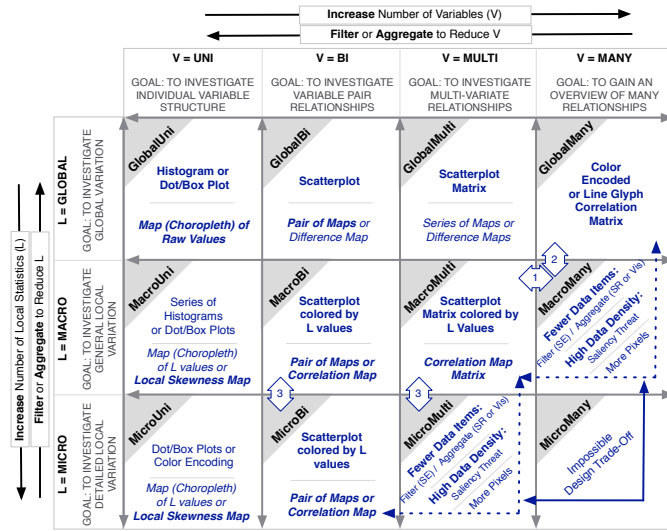 Increase Number of Variables (V)
Filter or Aggregate to Reduce V
V = UNI
GOAL: TO INVESTIGATE
INDIVIDUAL VARIABLE
STRUCTURE
V = BI
GOAL: TO INVESTIGATE
VARIABLE PAIR
RELATIONSHIPS
V = MULTI
GOAL: TO INVESTIGATE
MULTI-VARIATE
RELATIONSHIPS
V = MANY
GOAL: TO GAIN AN
OVERVIEW OF MANY
RELATIONSHIPS
Increase Number of Local Statistics (L)
Filter or Aggregate to Reduce L
L = GLOBAL
GOAL: TO INVESTIGATE
GLOBAL VARIATION
GlobalUni
Histogram or
Dot/Box Plot
Map (Choropleth) of
Raw Values
GlobalBi
Scatterplot
Pair of Maps or
Difference Map
GlobalMulti
Scatterplot
Matrix
Series of Maps or
Difference Maps
GlobalMany
Color
Encoded
or Line Glyph
Correlation
Matrix
L = MACRO
GOAL: TO INVESTIGATE
GENERAL LOCAL
VARIATION
MacroUni
Series of
Histograms
or Dot/Box Plots
Map (Choropleth)
of L values or
Local Skewness Map
MacroBi
Scatterplot
colored by
L values
Pair of Maps or
Correlation Map
MacroMulti
Scatterplot
Matrix colored by
L Values
Correlation Map
Matrix
1
2
MacroMany
Fewer Data Items:
Filter (SE) / Aggregate (SR or Vis)
High Data Density:
Saliency Threat
More Pixels
3
3
L = MICRO
GOAL: TO INVESTIGATE
DETAILED LOCAL
VARIATION
MicroUni
Dot/Box Plots or
Color Encoding
Map (Choropleth)
of L values or
Local Skewness Map
MicroBi
Scatterplot
colored by L
values
Pair of Maps or
Correlation Map
MicroMulti
Fewer Data Items:
Filter (SE) / Aggregate (SR or Vis)
High Data Density:
Saliency Threat
More Pixels
MicroMany
Impossible
Design Trade-Off